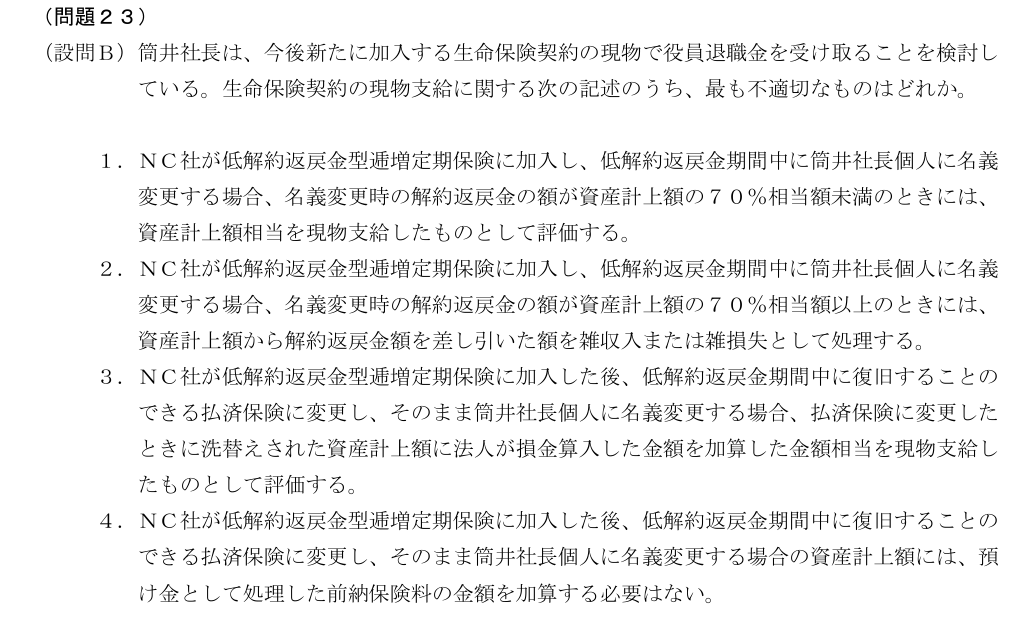 （問題２３）
（設問Ｂ）筒井社長は、今後新たに加入する生命保険契約の現物で役員退職金を受け取ることを検討し
ている。生命保険契約の現物支給に関する次の記述のうち、最も不適切なものはどれか。
１．ＮＣ社が低解約返戻金型逓増定期保険に加入し、低解約返戻金期間中に筒井社長個人に名義
変更する場合、名義変更時の解約返戻金の額が資産計上額の７０％相当額未満のときには、
資産計上額相当を現物支給したものとして評価する。
２．ＮＣ社が低解約返戻金型逓増定期保険に加入し、低解約返戻金期間中に筒井社長個人に名義
変更する場合、名義変更時の解約返戻金の額が資産計上額の７０％相当額以上のときには、
資産計上額から解約返戻金額を差し引いた額を雑収入または雑損失として処理する。
３．ＮＣ社が低解約返戻金型逓増定期保険に加入した後、低解約返戻金期間中に復旧することの
できる払済保険に変更し、そのまま筒井社長個人に名義変更する場合、払済保険に変更した
ときに洗替えされた資産計上額に法人が損金算入した金額を加算した金額相当を現物支給し
たものとして評価する。
４．ＮＣ社が低解約返戻金型逓増定期保険に加入した後、低解約返戻金期間中に復旧することの
できる払済保険に変更し、そのまま筒井社長個人に名義変更する場合の資産計上額には、預
け金として処理した前納保険料の金額を加算する必要はない。